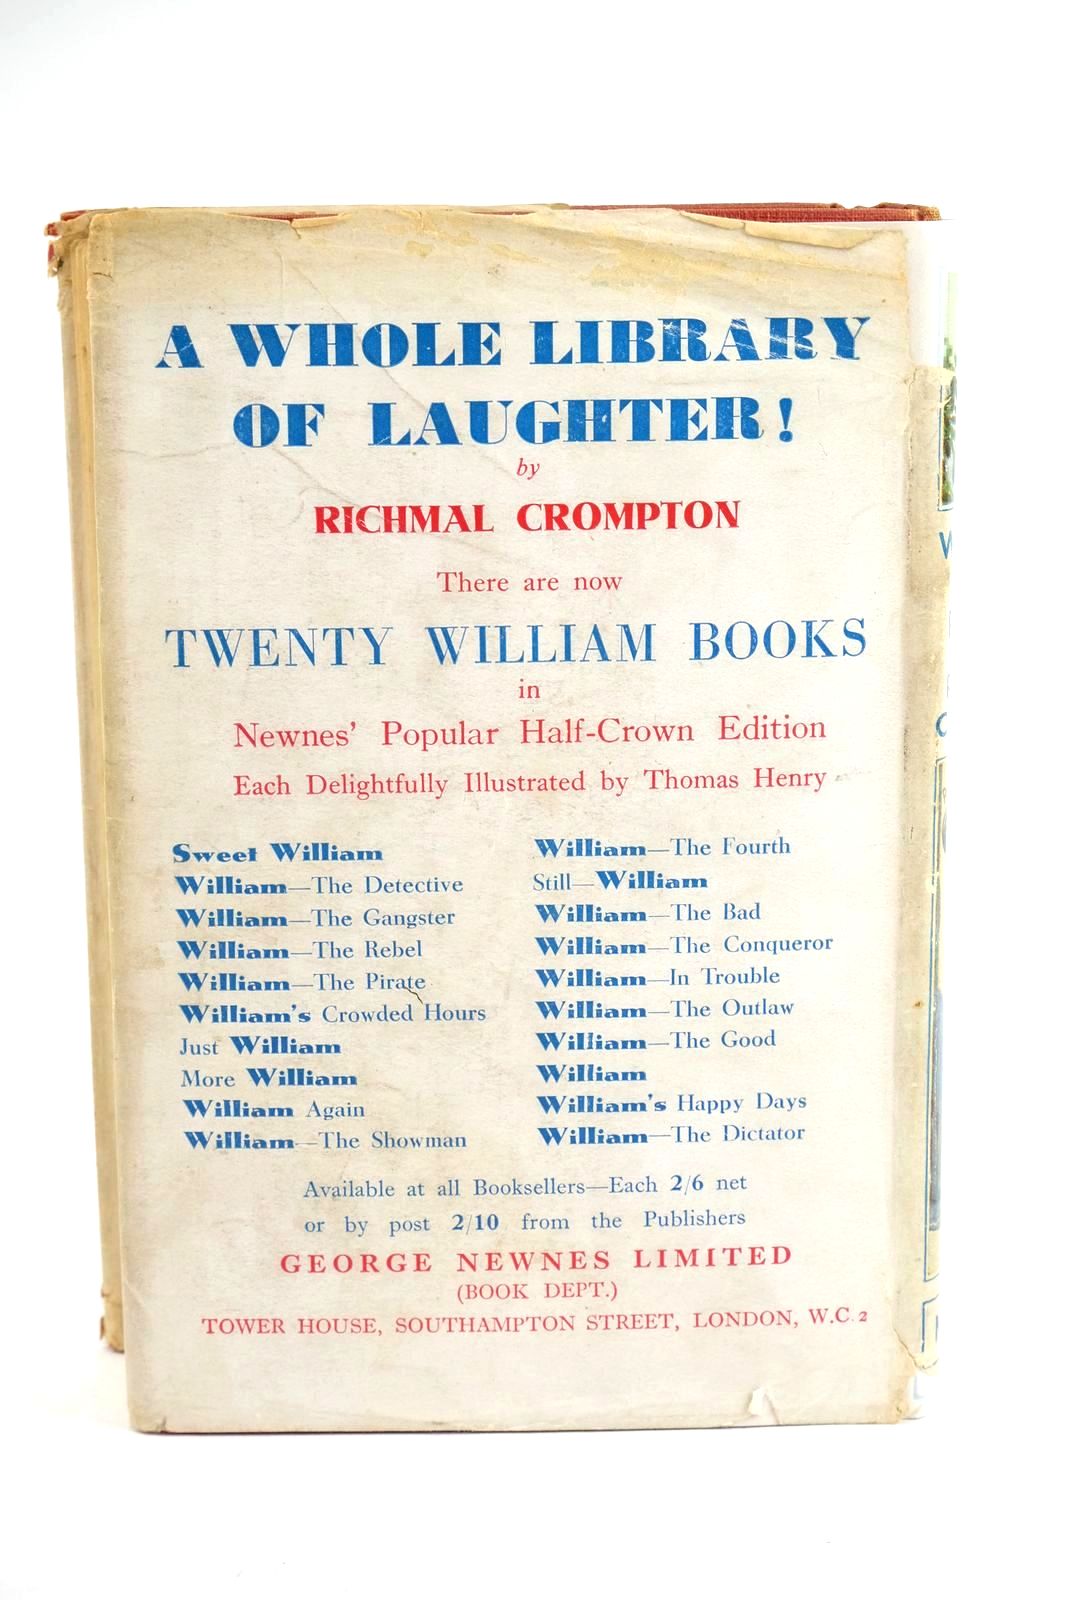 A WHOLE LIBRARY
OF LAUGHTER!
by
RICHMAL CROMPTON
There are now
TWENTY WILLIAM BOOKS
in
Newnes' Popular Half-Crown Edition
Each Delightfully Illustrated by Thomas Henry
Sweet William
William—The Detective
William—The Gangster
William—The Rebel
William—The Pirate
William's Crowded Hours
Just William
More William
William Again
William—The Showman
William—The Fourth
Still—William
William—The Bad
William—The Conqueror
William—In Trouble
William—The Outlaw
William—The Good
William
William's Happy Days
William—The Dictator
Available at all Booksellers—Each 2/6 net
or by post 2/10 from the Publishers
GEORGE NEWNES LIMITED
(BOOK DEPT.)
TOWER HOUSE, SOUTHAMPTON STREET, LONDON, W.C.2